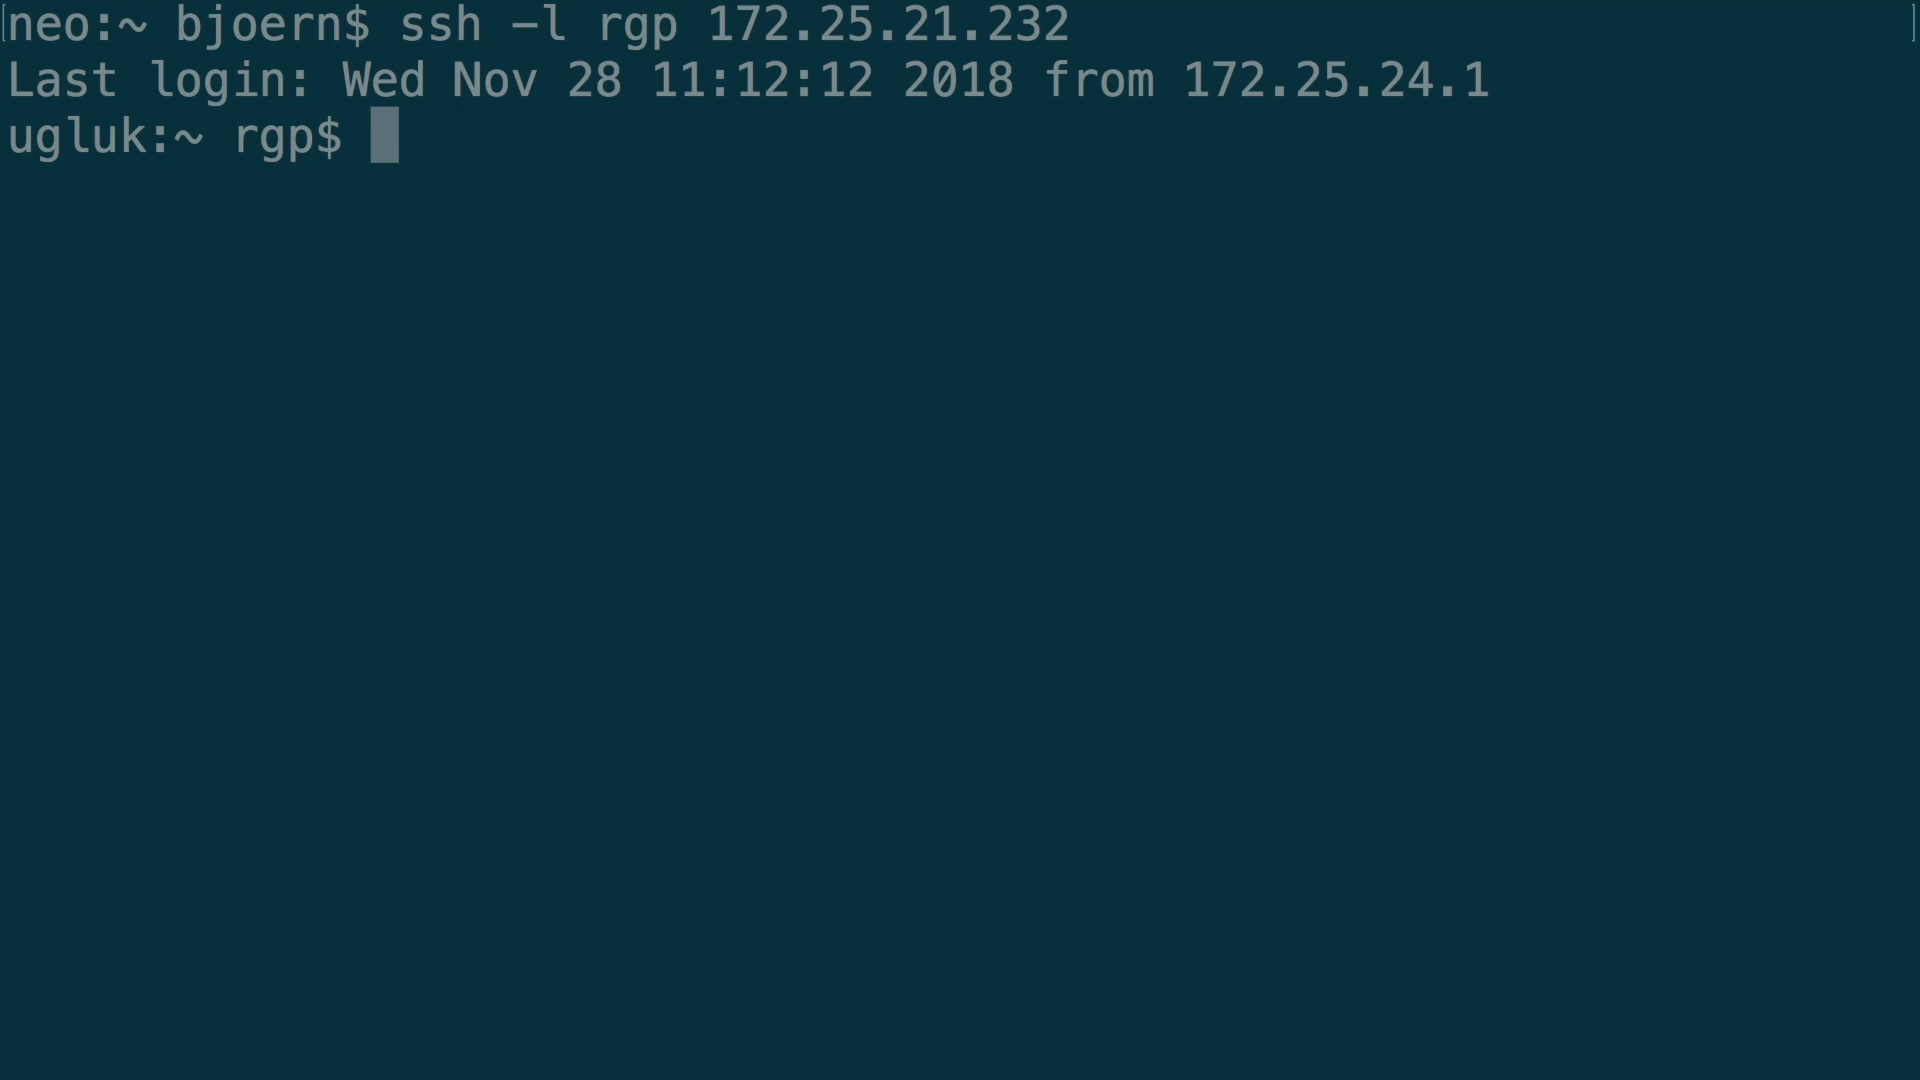 [neo:~ bjoern$ ssh -l rgp 172.25.21.232 ]
Last login: Wed Nov 28 11:12:12 2018 from 172.25.24.1
ugluk:~ rgp$